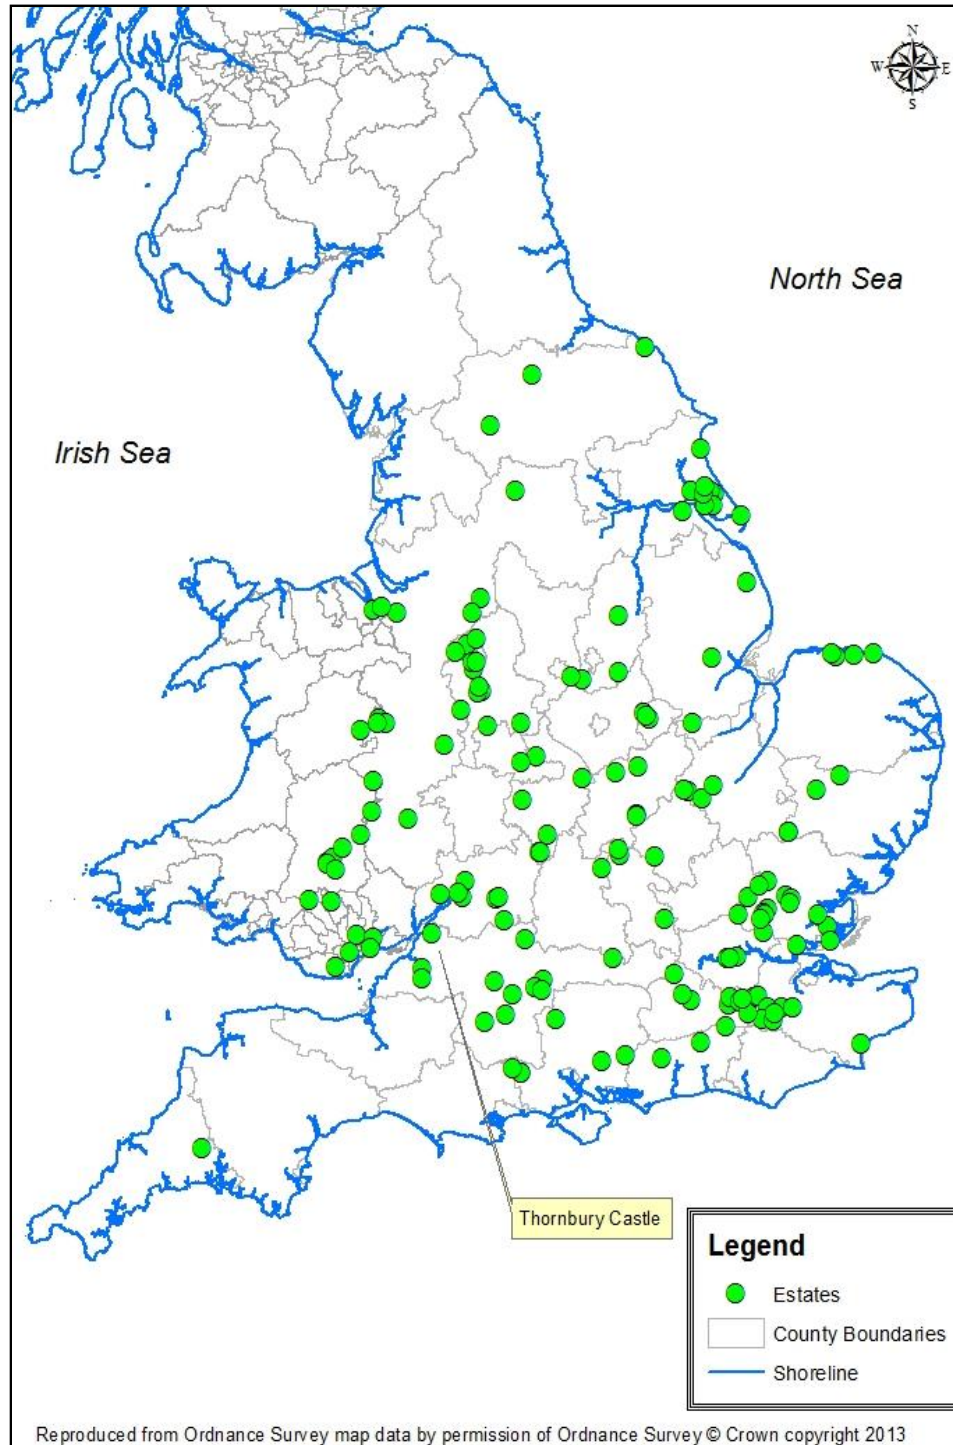 N
W E
S
North Sea
Irish Sea
Thornbury Castle
Legend
Estates
County Boundaries
Shoreline
Reproduced from Ordnance Survey map data by permission of Ordnance Survey © Crown copyright 2013